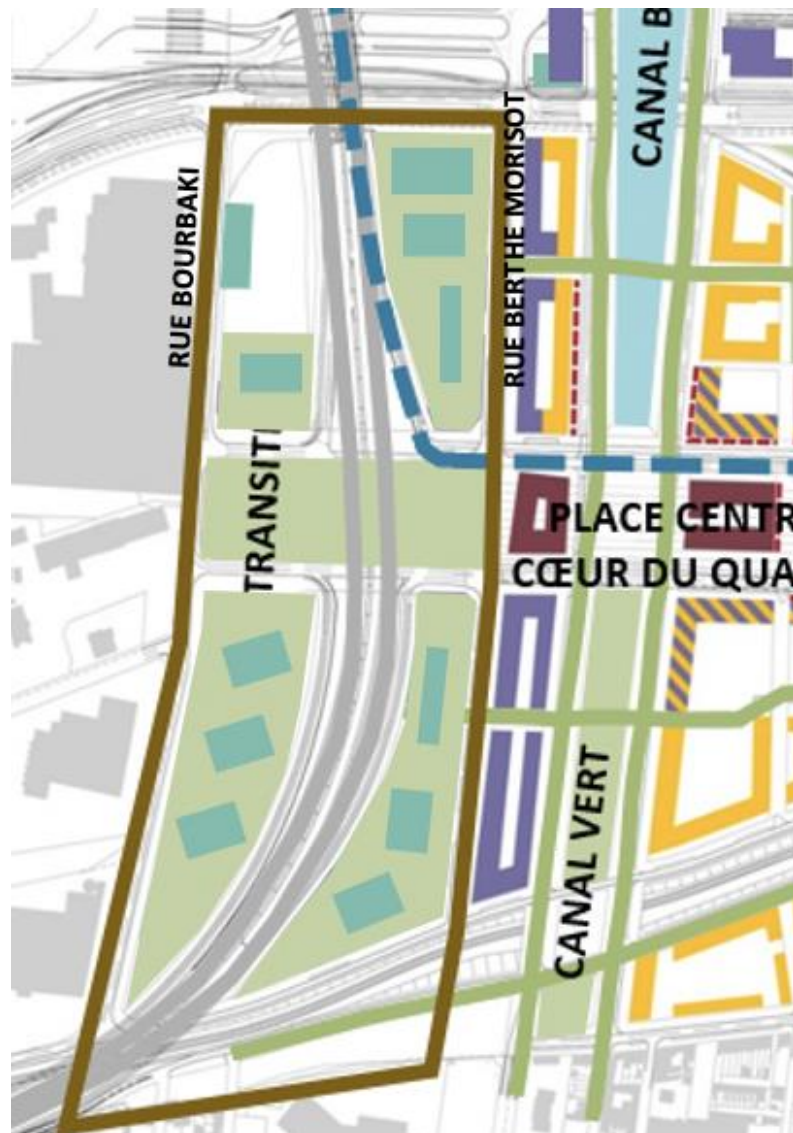 CANAL B
RUE BOURBAKI
RUE BERTHE MORISOT
TRANSITI
PLACE CENTR
CŒUR DU QUA
CANAL VERT